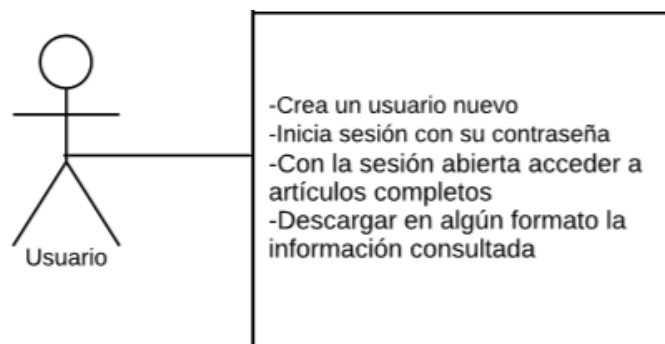 -Crea un usuario nuevo
-Inicia sesión con su contraseña
-Con la sesión abierta acceder a
artículos completos
-Descargar en algún formato la
información consultada
Usuario